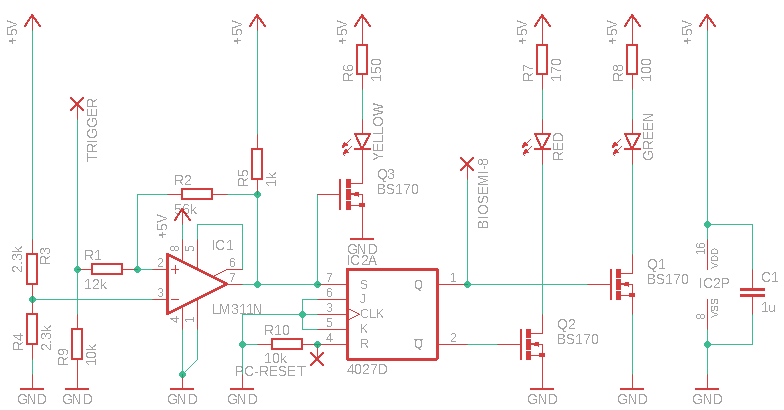 +5V
+5V
+5V
+5V
+5V
+5V
R6
150
R7
170
R8
100
TRIGGER
YELLOW
RED
GREEN
R5
1k
R2
56k
Q3
BS170
BIOSEMI-8
+5V
IC1
GND
IC2A
2.3k
R3
R1
12k
8
5
2
+
6
7
3
−
LM311N
4
1
7
S
Q
1
6
J
3
CLK
5
K
4
R
Q
2
4027D
R10
10k
PC-RESET
Q1
BS170
Q2
BS170
16
VDD
IC2P
8
VSS
C1
1u
R4
2.3k
R9
10k
GND
GND
GND
GND
GND
GND
GND